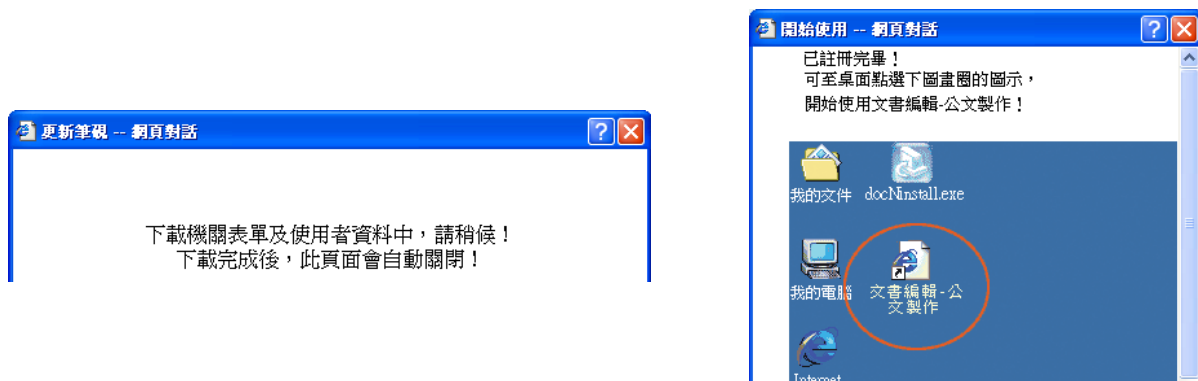 更新筆硯 -- 網頁對話
下載機關表單及使用者資料中，請稍候！
下載完成後，此頁面會自動關閉！
開始使用 -- 網頁對話
已註冊完畢！
可至桌面點選下圖畫圈的圖示，
開始使用文書編輯-公文製作！
我的文件
docNinstall.exe
我的電腦
文書編輯-公
文製作
Internet